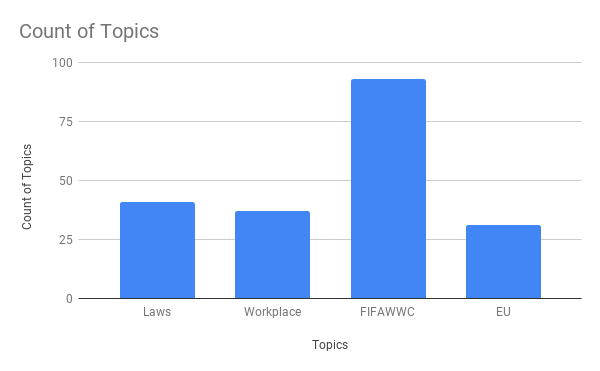 Count of Topics
100
75
50
25
0
Count of Topics
Laws
Workplace
FIFAWWC
EU
Topics